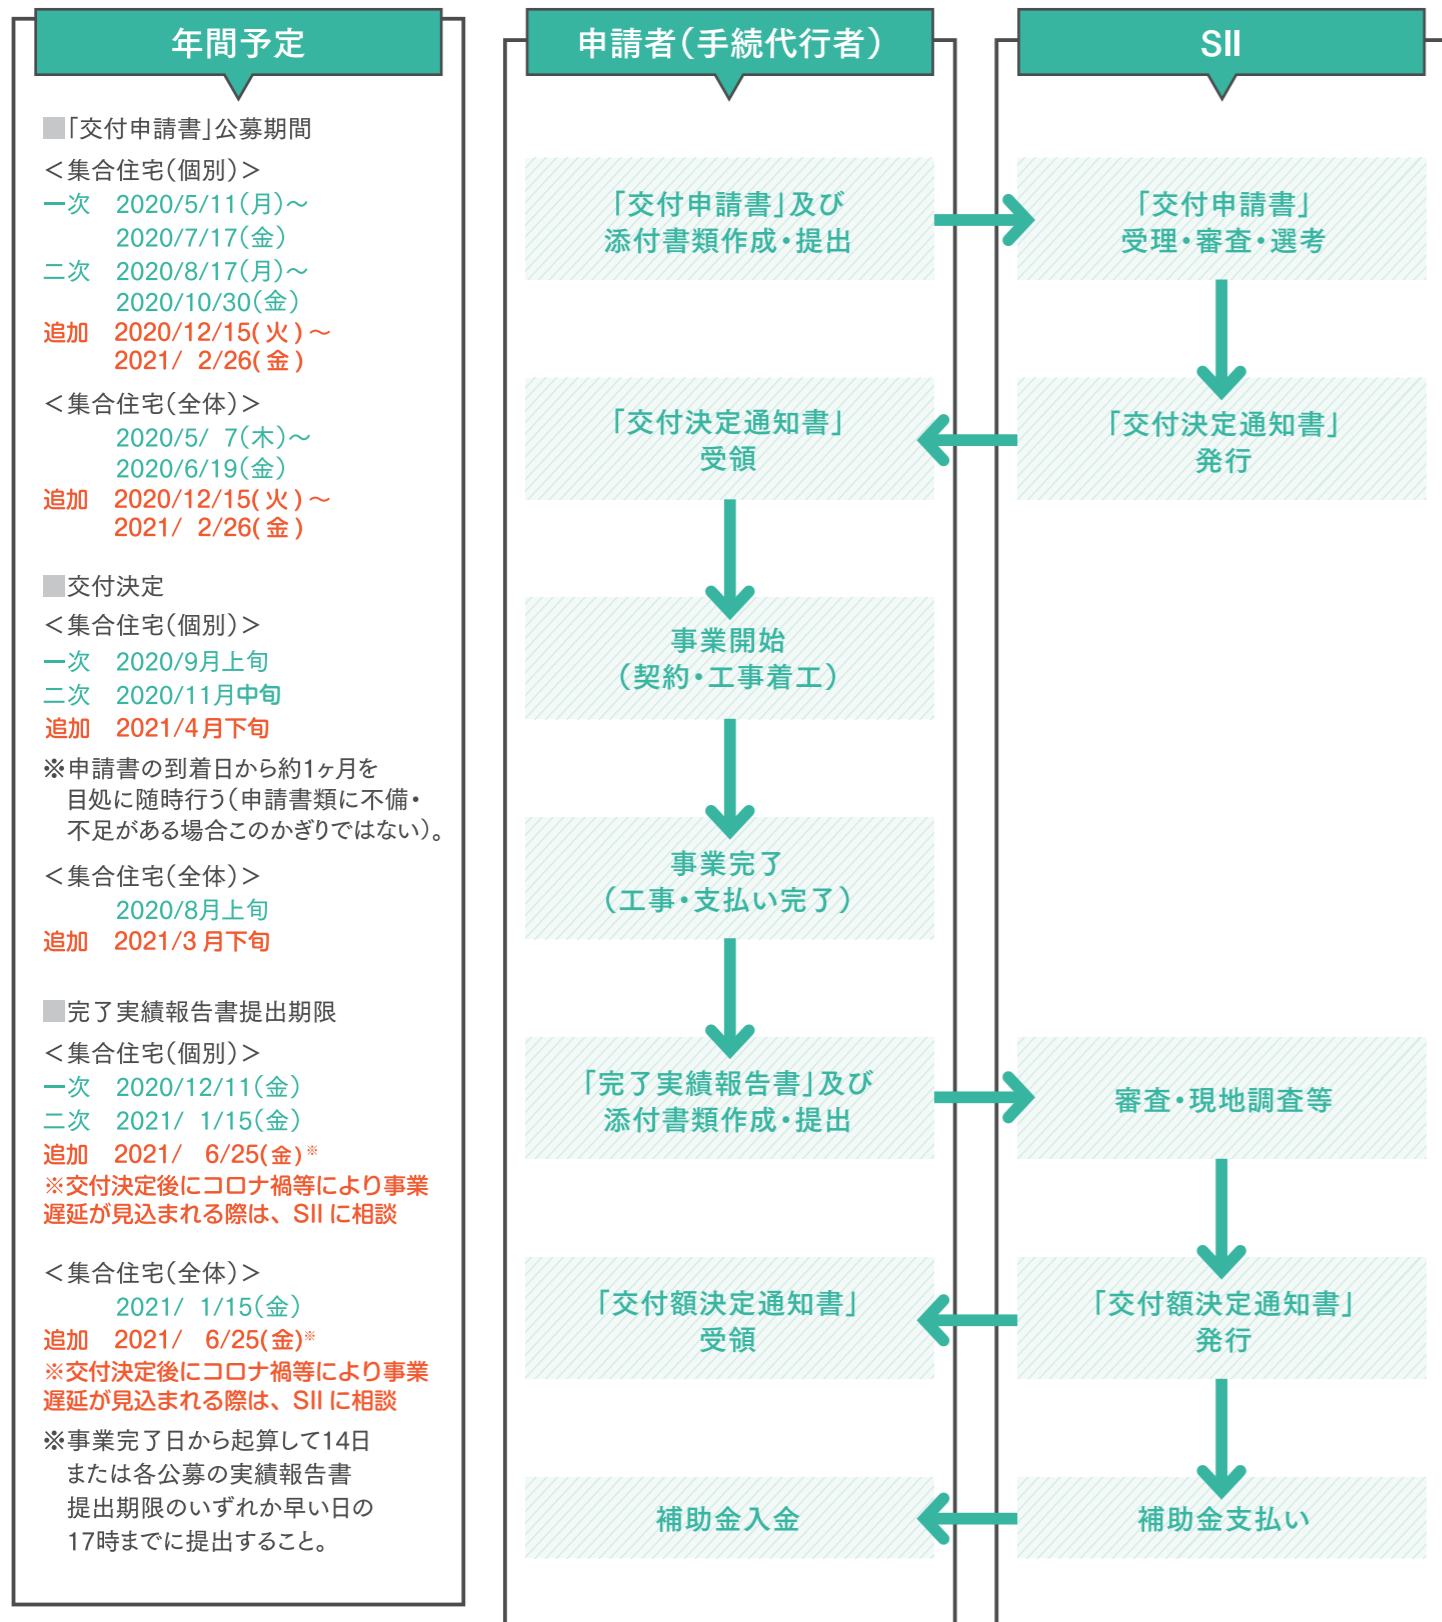 年間予定
■「交付申請書」公募期間
＜集合住宅（個別）＞
一次 2020/5/11（月）～
2020/7/17（金）
二次 2020/8/17（月）～
2020/10/30（金）
追加 2020/12/15( 火 ) ～
2021/ 2/26( 金 )
＜集合住宅（全体）＞
2020/5/ 7（木）～
2020/6/19（金）
追加 2020/12/15( 火 ) ～
2021/ 2/26( 金 )
■交付決定
＜集合住宅（個別）＞
一次 2020/9月上旬
二次 2020/11月中旬
追加 2021/4 月下旬
※申請書の到着日から約1ヶ月を
目処に随時行う（申請書類に不備・
不足がある場合このかぎりではない）。
＜集合住宅（全体）＞
2020/8月上旬
追加 2021/3 月下旬
■完了実績報告書提出期限
＜集合住宅（個別）＞
一次 2020/12/11（金）
二次 2021/ 1/15（金）
追加 2021/ 6/25( 金 ) ※
※交付決定後にコロナ禍等により事業
遅延が見込まれる際は、SII に相談
＜集合住宅（全体）＞
2021/ 1/15（金）
追加 2021/ 6/25( 金 )※
※交付決定後にコロナ禍等により事業
遅延が見込まれる際は、SII に相談
※事業完了日から起算して14日
または各公募の実績報告書
提出期限のいずれか早い日の
17時までに提出すること。
申請者（手続代行者）
「交付申請書」及び
添付書類作成・提出
「交付決定通知書」
受領
事業開始
（契約・工事着工）
事業完了
（工事・支払い完了）
「完了実績報告書」及び
添付書類作成・提出
「交付額決定通知書」
受領
補助金入金
SII
「交付申請書」
受理・審査・選考
「交付決定通知書」
発行
審査・現地調査等
「交付額決定通知書」
発行
補助金支払い